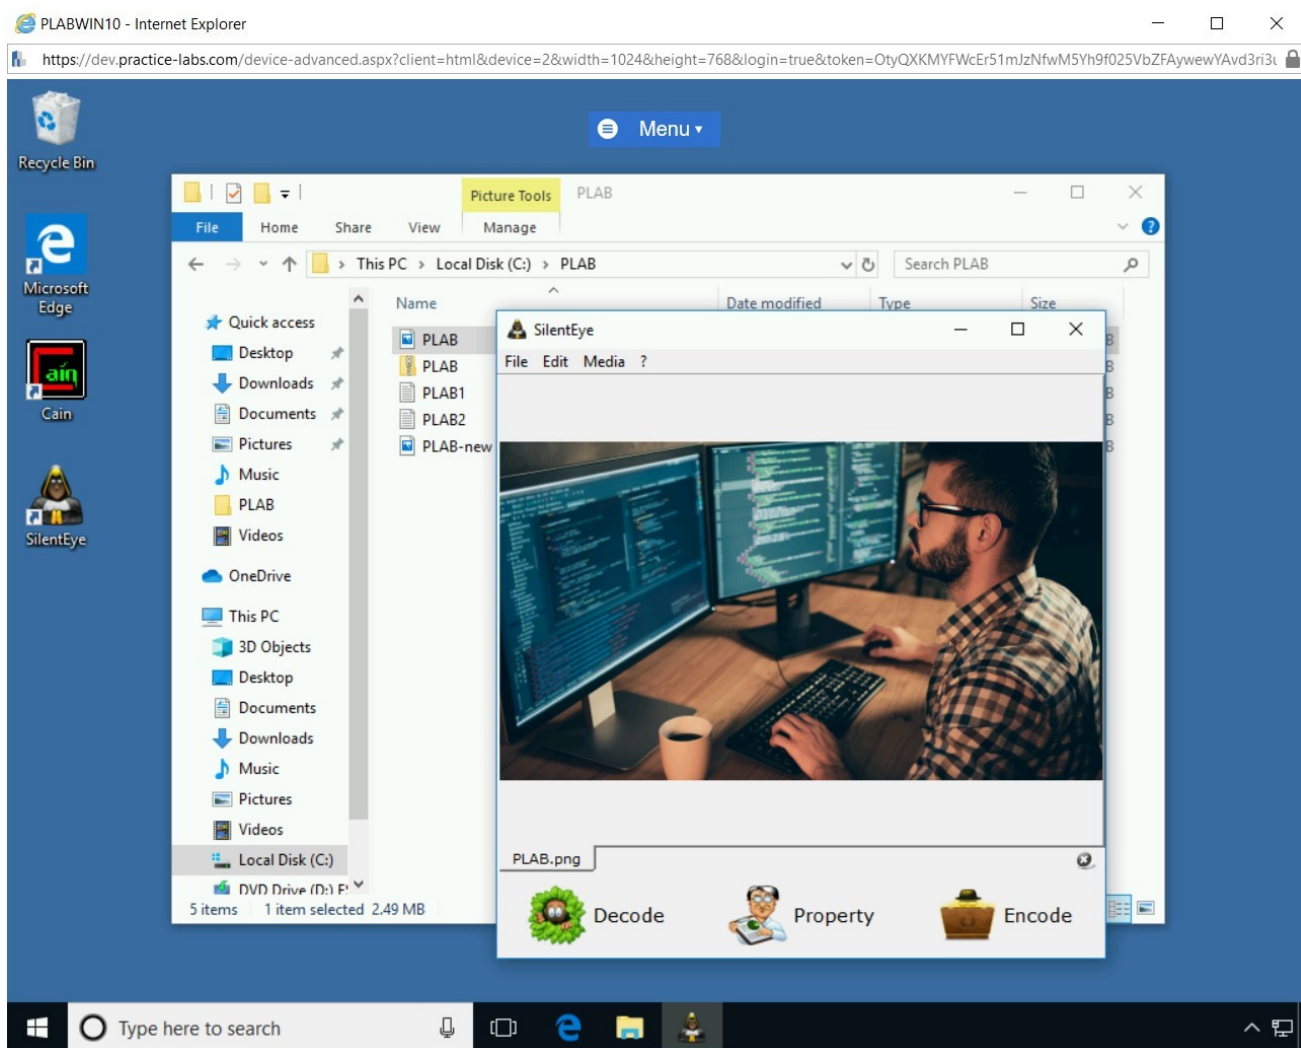 PLABWIN10 - Internet Explorer
https://dev.practice-labs.com/device-advanced.aspx?client=html&device=2&width=1024&height=768&login=true&token=OtyQXKMYFWcEr51mJzNfwM5Yh9f025VbZFAywewYAvd3ri3
Menu
Recycle Bin
Microsoft
Edge
Cain
SilentEye
Picture Tools PLAB
File Home Share View Manage
This PC > Local Disk (C:) > PLAB
Search PLAB
Name Date modified Type Size
Quick access
Desktop
Downloads
Documents
Pictures
Music
PLAB
Videos
OneDrive
This PC
3D Objects
Desktop
Documents
Downloads
Music
Pictures
Videos
Local Disk (C:)
DVD Drive (D:)
PLAB
PLAB
PLAB1
PLAB2
PLAB-new
5 items 1 item selected 2.49 MB
SilentEye
File Edit Media ?
PLAB.png
Decode Property Encode
Type here to search